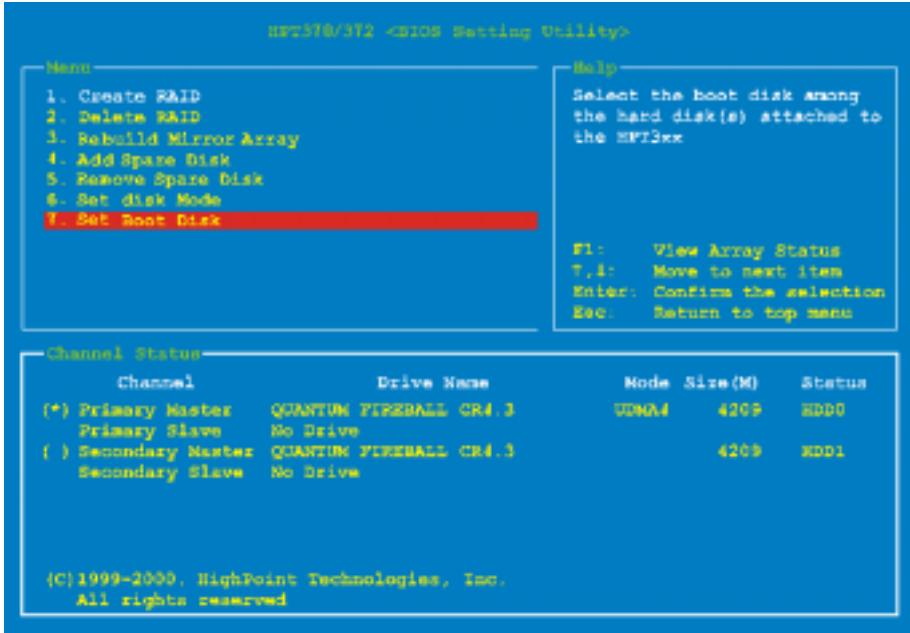 HPT370/372 <BIOS Setting Utility>
Menu
1. Create RAID
2. Delete RAID
3. Rebuild Mirror Array
4. Add Spare Disk
5. Remove Spare Disk
6. Set disk Mode
7. Set Boot Disk
Help
Select the boot disk among
the hard disk(s) attached to
the HPT3xx
F1: View Array Status
↑,↓: Move to next item
Enter: Confirm the selection
Esc: Return to top menu
Channel Status
Channel Drive Name Mode Size(M) Status
(*) Primary Master QUANTUM FIREBALL CR4.3 UDMA4 4209 HDD0
Primary Slave No Drive
( ) Secondary Master QUANTUM FIREBALL CR4.3 4209 HDD1
Secondary Slave No Drive
(C)1999-2000. HighPoint Technologies, Inc.
All rights reserved